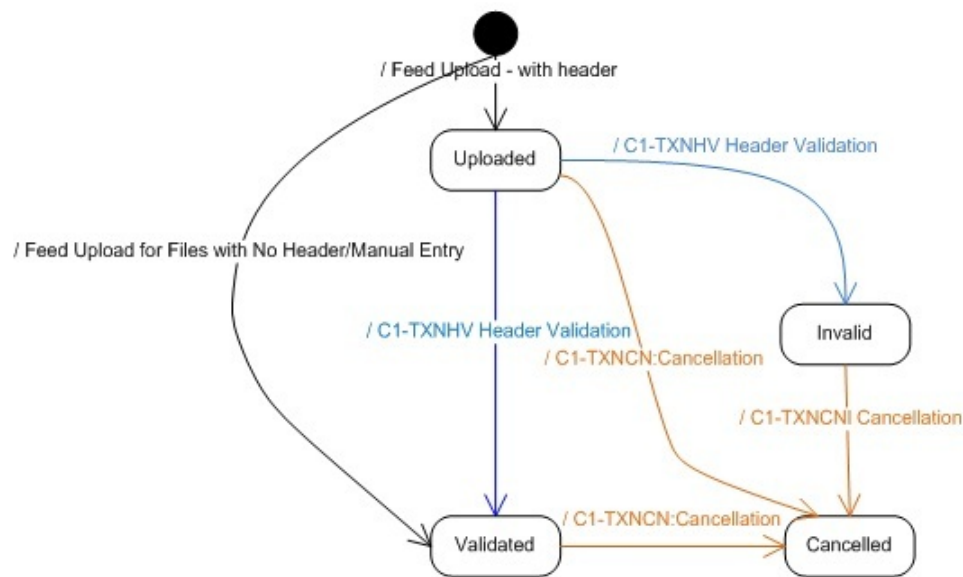 / Feed Upload - with header
Uploaded
/ C1-TXNHV Header Validation
/ Feed Upload for Files with No Header/Manual Entry
/ C1-TXNHV Header Validation
Invalid
/ C1-TXNCN:Cancellation
/ C1-TXNCNI Cancellation
/ C1-TXNCN:Cancellation
Validated
Cancelled